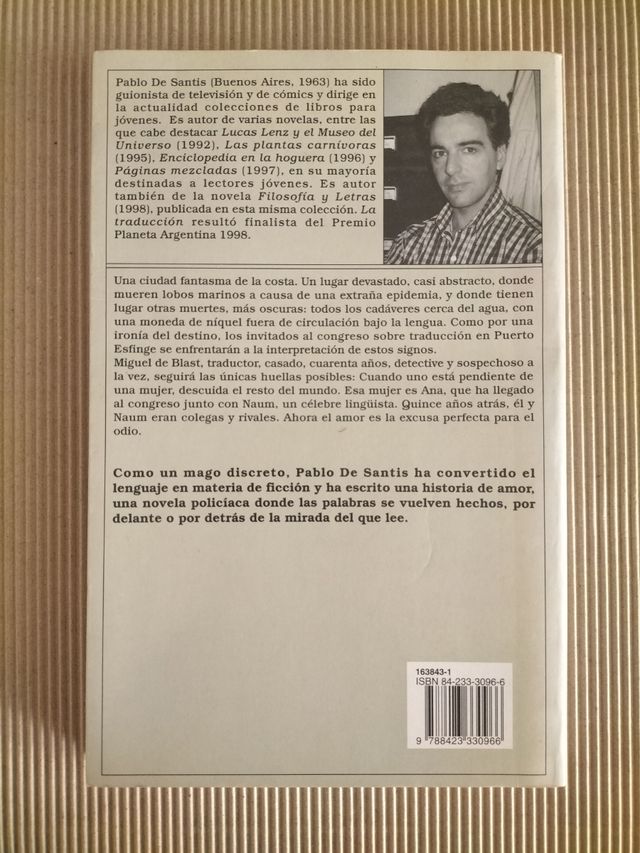 Pablo De Santis (Buenos Aires, 1963) ha sido
guionista de televisión y de cómics y dirige en
la actualidad colecciones de libros para
jóvenes. Es autor de varias novelas, entre las
que cabe destacar Lucas Lenz y el Museo del
Universo (1992), Las plantas carnívoras
(1995), Enciclopedia en la hoguera (1996) y
Páginas mezcladas (1997), en su mayoría
destinadas a lectores jóvenes. Es autor
también de la novela Filosofía y Letras
(1998), publicada en esta misma colección. La
traducción resultó finalista del Premio
Planeta Argentina 1998.
Una ciudad fantasma de la costa. Un lugar devastado, casi abstracto, donde
mueren lobos marinos a causa de una extraña epidemia, y donde tienen
lugar otras muertes, más oscuras: todos los cadáveres cerca del agua, con
una moneda de níquel fuera de circulación bajo la lengua. Como por una
ironía del destino, los invitados al congreso sobre traducción en Puerto
Esfinge se enfrentarán a la interpretación de estos signos.
Miguel de Blast, traductor, casado, cuarenta años, detective y sospechoso a
la vez, seguirá las únicas huellas posibles: Cuando uno está pendiente de
una mujer, descuida el resto del mundo. Esa mujer es Ana, que ha llegado
al congreso junto con Naum, un célebre lingüista. Quince años atrás, él y
Naum eran colegas y rivales. Ahora el amor es la excusa perfecta para el
odio.
Como un mago discreto, Pablo De Santis ha convertido el
lenguaje en materia de ficción y ha escrito una historia de amor,
una novela policíaca donde las palabras se vuelven hechos, por
delante o por detrás de la mirada del que lee.
163843-1
ISBN 84-233-3096-6
9 788423 330966